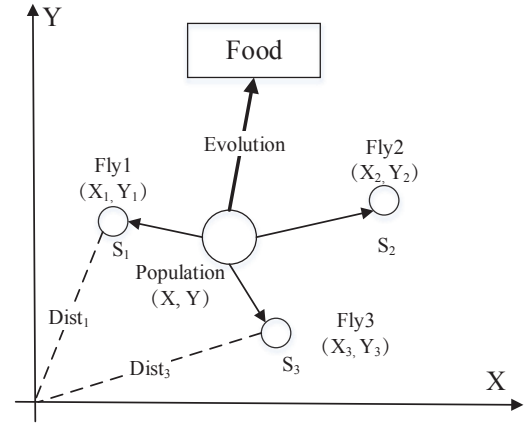 Y
Food
Evolution
Fly1
(X₁, Y₁)
S₁
Fly2
(X₂, Y₂)
S₂
Population
(X, Y)
Fly3
(X₃, Y₃)
S₃
Dist₁
Dist₃
X